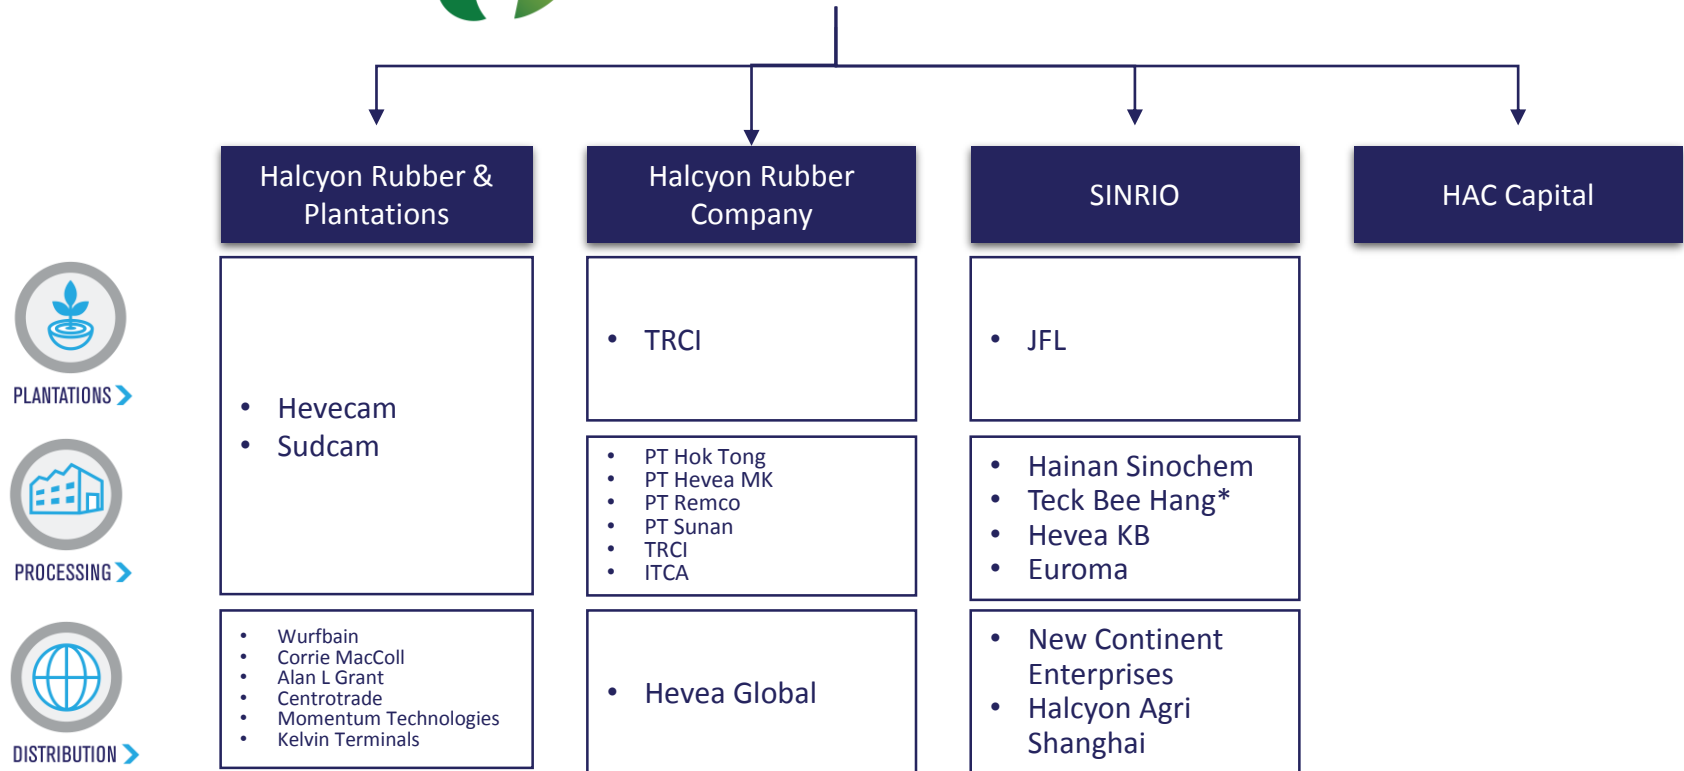 Halcyon Rubber &
Plantations
Halcyon Rubber
Company
SINRIO
HAC Capital
PLANTATIONS
• Hevecam
• Sudcam
• TRCI
• JFL
PROCESSING
• PT Hok Tong
• PT Hevea MK
• PT Remco
• PT Sunan
• TRCI
• ITCA
• Hainan Sinochem
• Teck Bee Hang*
• Hevea KB
• Euroma
DISTRIBUTION
• Wurfbain
• Corrie MacColl
• Alan L Grant
• Centrotrade
• Momentum Technologies
• Kelvin Terminals
• Hevea Global
• New Continent
Enterprises
• Halcyon Agri
Shanghai